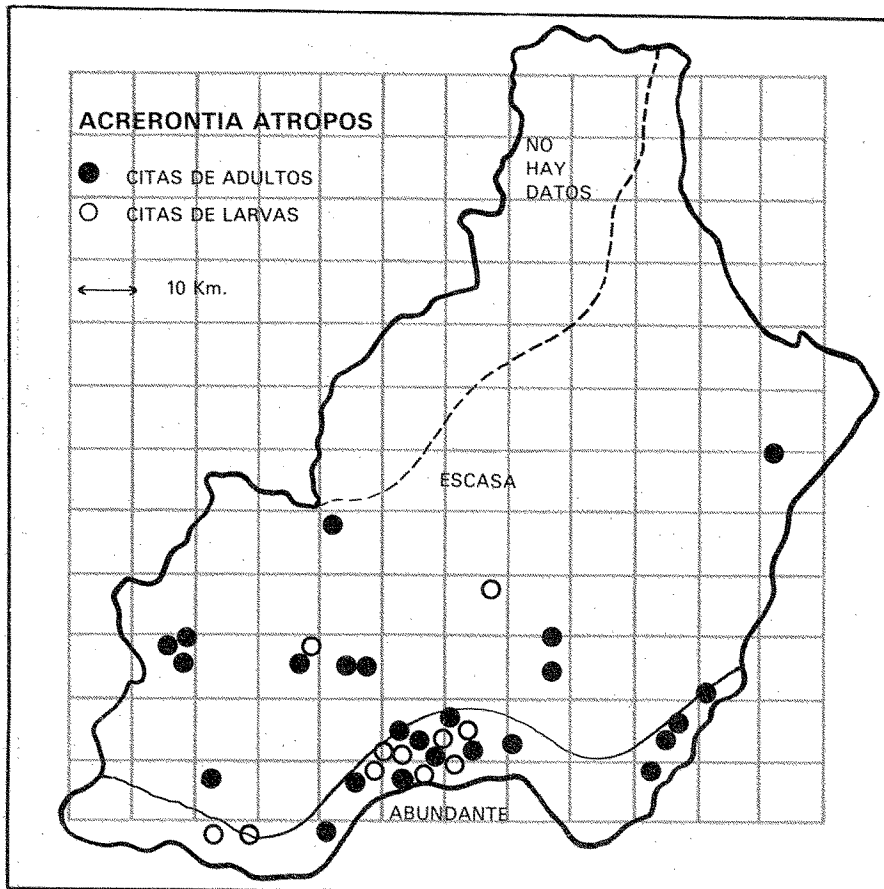 ACRERONTIA ATROPOS
CITAS DE ADULTOS
CITAS DE LARVAS
10 Km.
NO
HAY
DATOS
ESCASA
ABUNDANTE